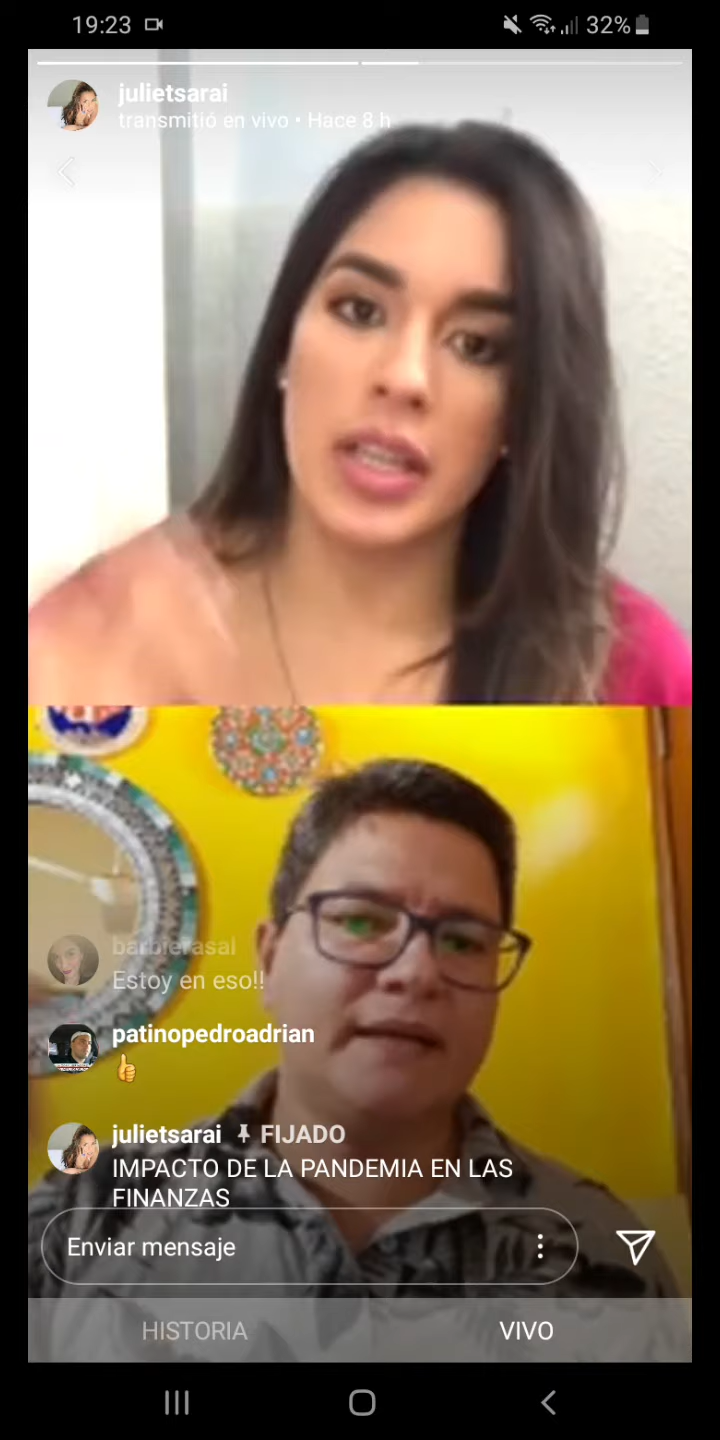 19:23 32%
julietsarai
transmitió en vivo • Hace 8 h
barbierasal
Estoy en eso!!
patinopedroadrian
👍
julietsarai FIJADO
IMPACTO DE LA PANDEMIA EN LAS
FINANZAS
Enviar mensaje
HISTORIA VIVO